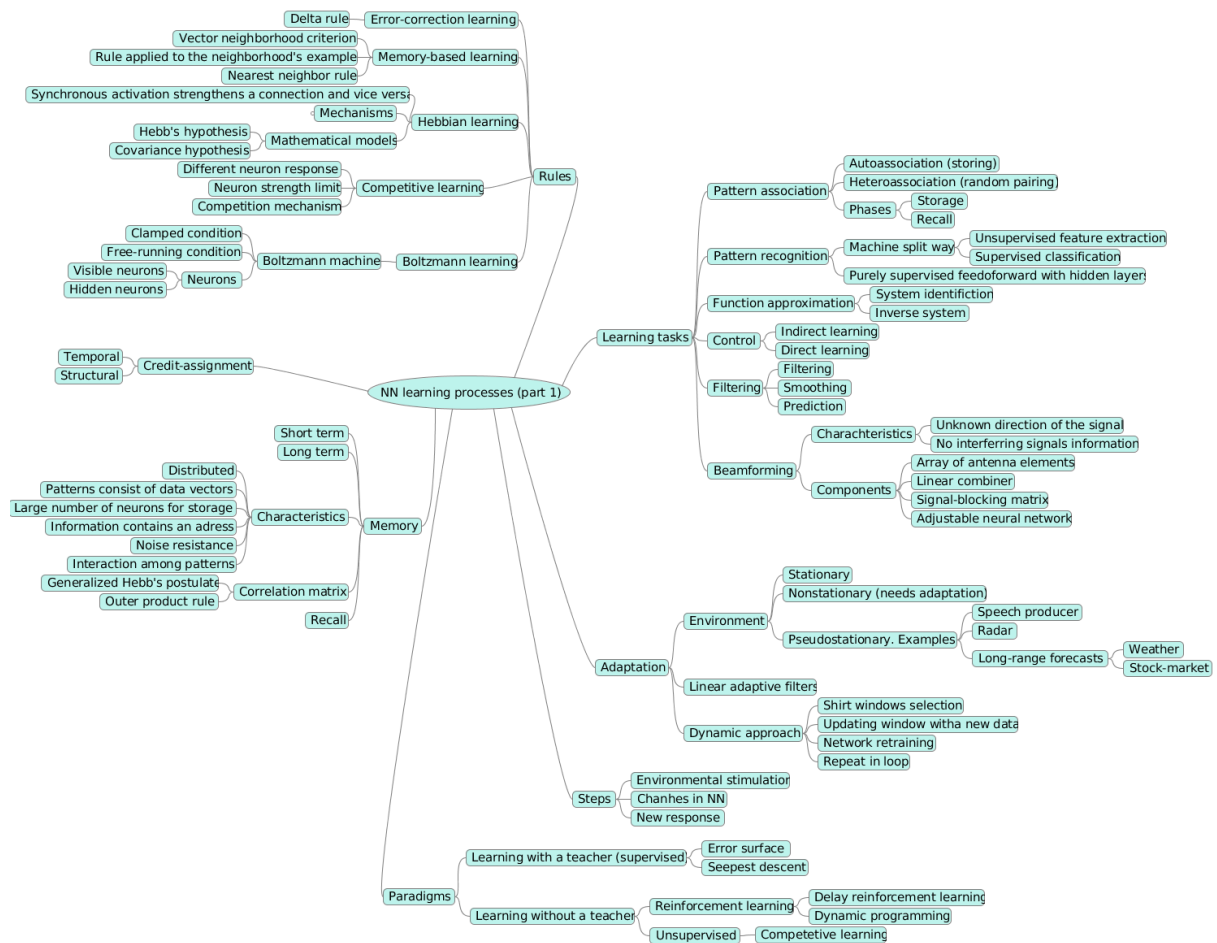 NN learning processes (part 1)
Rules
Error-correction learning
Delta rule
Memory-based learning
Vector neighborhood criterion
Rule applied to the neighborhood's example
Nearest neighbor rule
Hebbian learning
Synchronous activation strengthens a connection and vice versa
Mechanisms
Mathematical models
Hebb's hypothesis
Covariance hypothesis
Competitive learning
Different neuron response
Neuron strength limit
Competition mechanism
Boltzmann learning
Boltzmann machine
Clamped condition
Free-running condition
Neurons
Visible neurons
Hidden neurons
Credit-assignment
Temporal
Structural
Memory
Short term
Long term
Characteristics
Distributed
Patterns consist of data vectors
Large number of neurons for storage
Information contains an adress
Noise resistance
Interaction among patterns
Correlation matrix
Generalized Hebb's postulate
Outer product rule
Recall
Learning tasks
Pattern association
Autoassociation (storing)
Heteroassociation (random pairing)
Phases
Storage
Recall
Pattern recognition
Machine split way
Unsupervised feature extraction
Supervised classification
Purely supervised feedoforward with hidden layers
Function approximation
System identifiction
Inverse system
Control
Indirect learning
Direct learning
Filtering
Filtering
Smoothing
Prediction
Beamforming
Charachteristics
Unknown direction of the signal
No interferring signals information
Components
Array of antenna elements
Linear combiner
Signal-blocking matrix
Adjustable neural network
Adaptation
Environment
Stationary
Nonstationary (needs adaptation)
Pseudostationary. Examples
Speech producer
Radar
Long-range forecasts
Weather
Stock-market
Linear adaptive filters
Dynamic approach
Shirt windows selection
Updating window witha new data
Network retraining
Repeat in loop
Steps
Environmental stimulation
Chanhes in NN
New response
Paradigms
Learning with a teacher (supervised)
Error surface
Seepest descent
Learning without a teacher
Reinforcement learning
Delay reinforcement learning
Dynamic programming
Unsupervised
Competetive learning